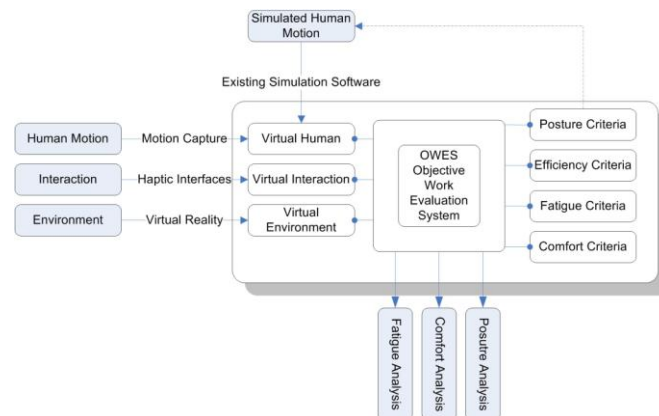 Simulated Human
Motion
Existing Simulation Software
Human Motion
Motion Capture
Virtual Human
Interaction
Haptic Interfaces
Virtual Interaction
Environment
Virtual Reality
Virtual
Environment
OWES
Objective
Work
Evaluation
System
Posture Criteria
Efficiency Criteria
Fatigue Criteria
Comfort Criteria
Fatigue Analysis
Comfort Analysis
Posutre Analysis